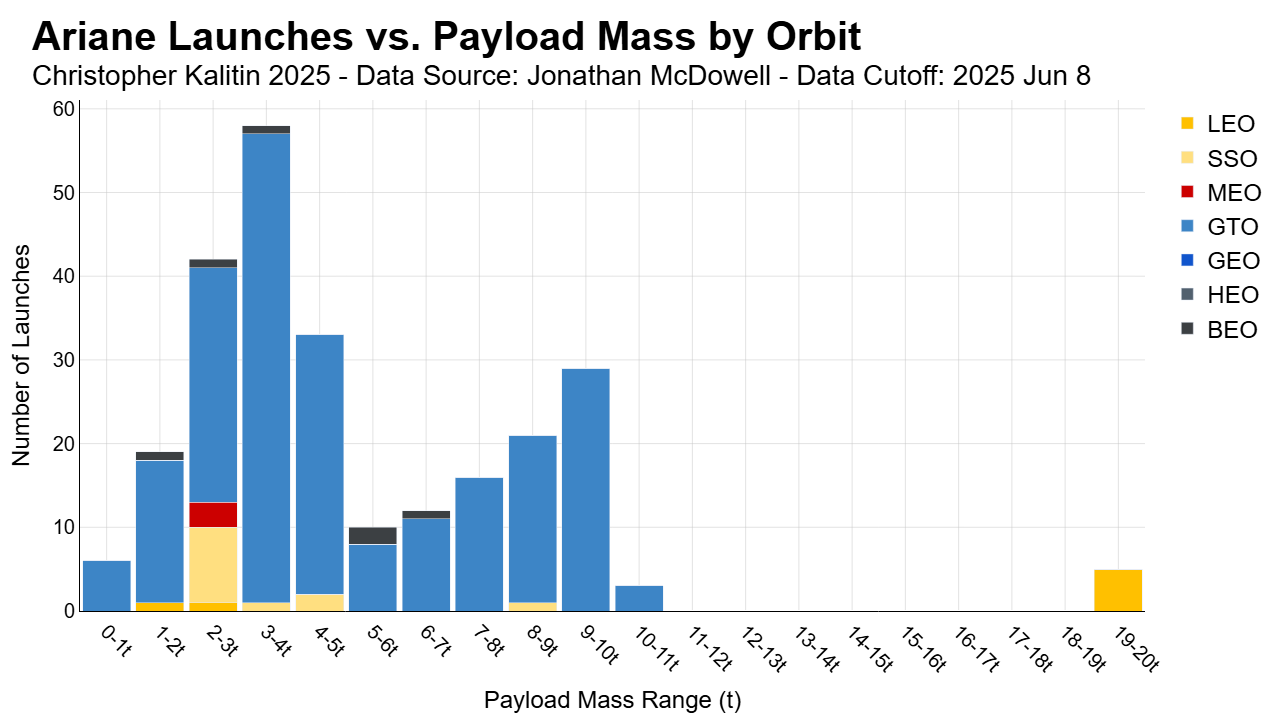 Ariane Launches vs. Payload Mass by Orbit
Christopher Kalitin 2025 - Data Source: Jonathan McDowell - Data Cutoff: 2025 Jun 8
Number of Launches
60
50
40
30
20
10
0
0-1t
1-2t
2-3t
3-4t
4-5t
5-6t
6-7t
7-8t
8-9t
9-10t
10-11t
11-12t
12-13t
13-14t
14-15t
15-16t
16-17t
17-18t
18-19t
19-20t
Payload Mass Range (t)
LEO
SSO
MEO
GTO
GEO
HEO
BEO